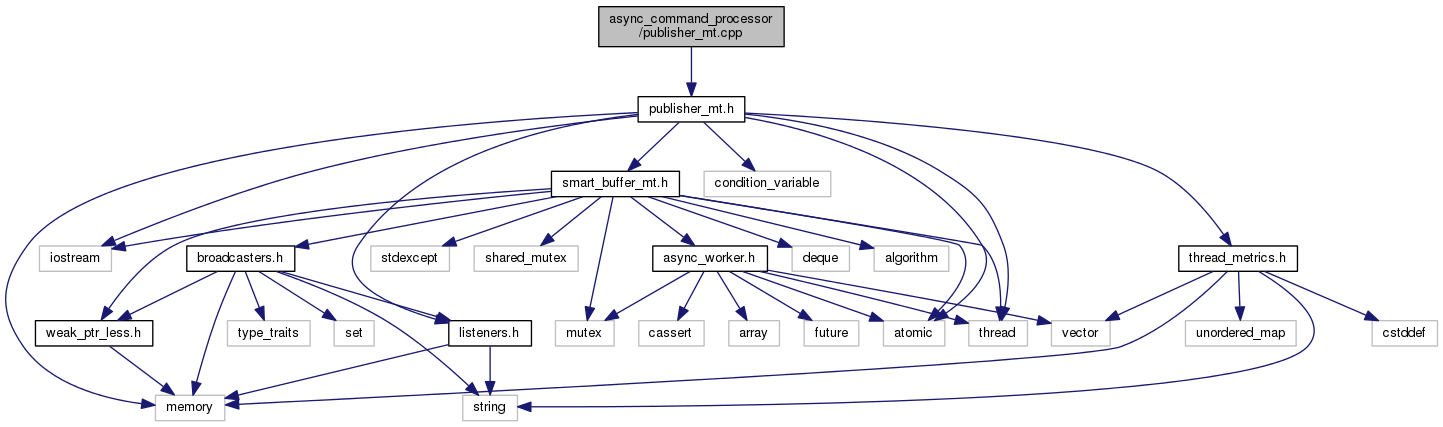 async_command_processor
/publisher_mt.cpp
publisher_mt.h
smart_buffer_mt.h
condition_variable
iostream
broadcasters.h
stdexcept
shared_mutex
async_worker.h
deque
algorithm
thread_metrics.h
weak_ptr_less.h
type_traits
set
listeners.h
mutex
cassert
array
future
atomic
thread
vector
unordered_map
cstddef
memory
string